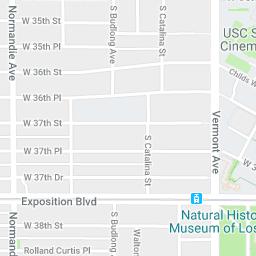 Normandie Ave
W 35th St
S Budlong Ave
S Catalina St
W 35th Pl
USC S
Cinem
W 36th St
Childs W
W 36th Pl
W 37th St
Vermont Ave
W 37th Pl
S Catalina St
W 37th Dr
Exposition Blvd
Natural Histo
Museum of Los
W 38th St
S Budlong
Walton
Normand
Rolland Curtis Pl